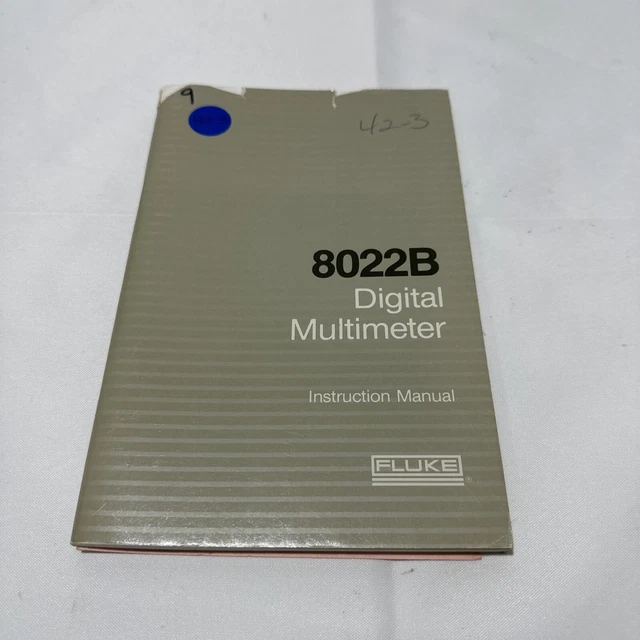 9
42-3
8022B
Digital
Multimeter
Instruction Manual
FLUKE
®